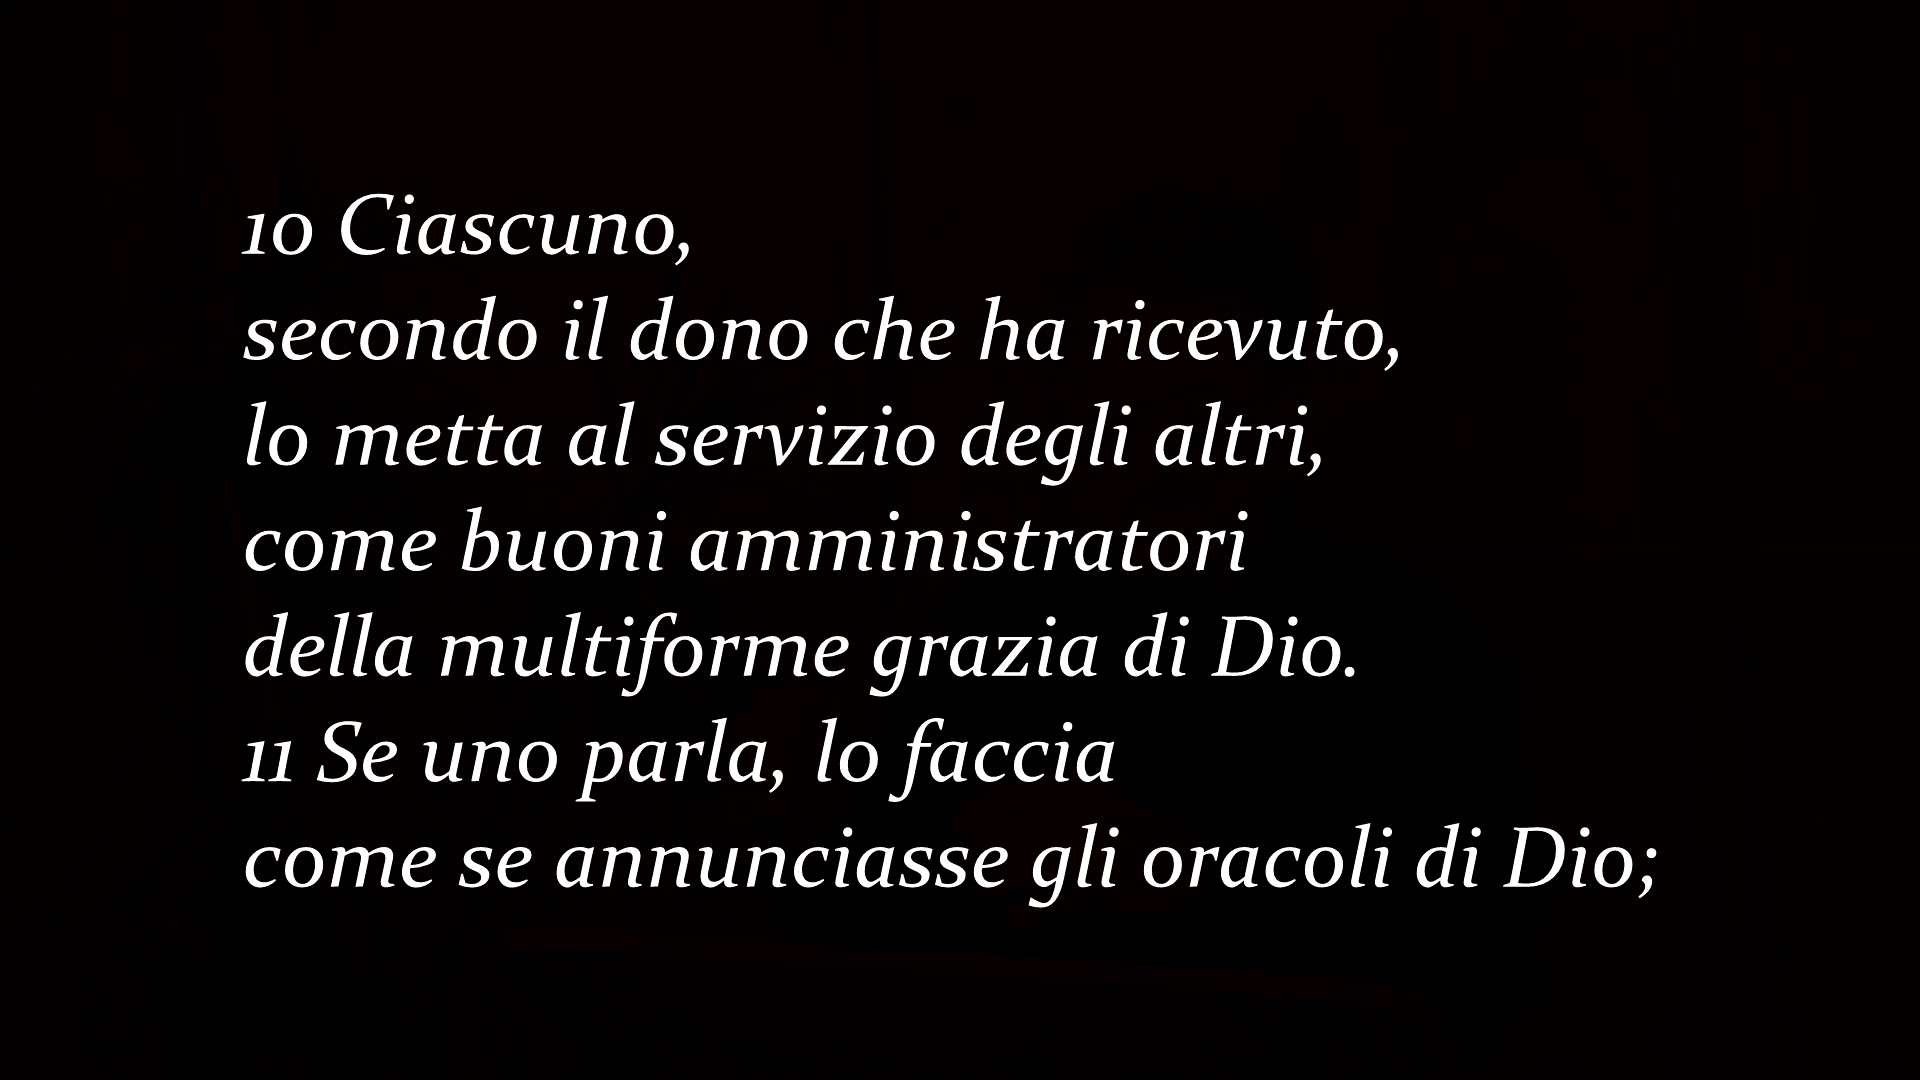 10 Ciascuno,
secondo il dono che ha ricevuto,
lo metta al servizio degli altri,
come buoni amministratori
della multiforme grazia di Dio.
11 Se uno parla, lo faccia
come se annunciasse gli oracoli di Dio;